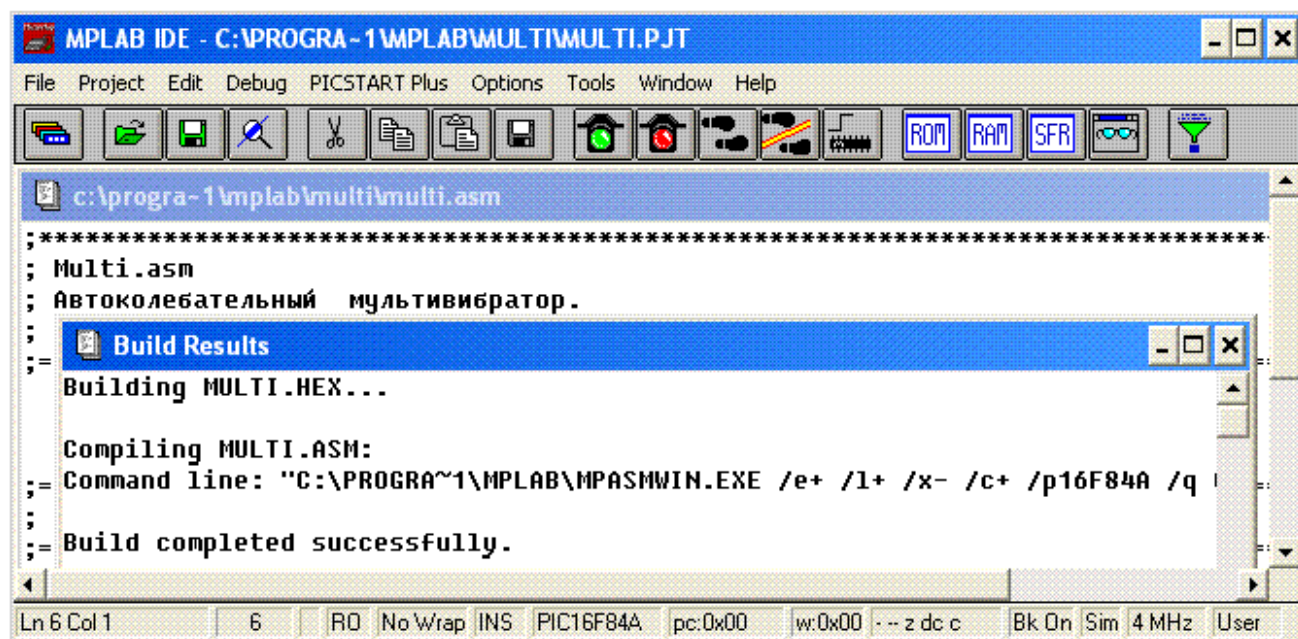 MPLAB IDE - C:\PROGRA~1\MPLAB\MULTI\MULTI.PJT
File Project Edit Debug PICSTART Plus Options Tools Window Help
ROM RAM SFR
c:\progra~1\mplab\multi\multi.asm
;********************************************************************************
; Multi.asm
; Автоколебательный мультивибратор.
;
Build Results
;=
Building MULTI.HEX...
Compiling MULTI.ASM:
;= Command line: "C:\PROGRA~1\MPLAB\MPASMWIN.EXE /e+ /l+ /x- /c+ /p16F84A /q
;
;= Build completed successfully.
Ln 6 Col 1 6 RO No Wrap INS PIC16F84A pc:0x00 w:0x00 - -- z dc c Bk On Sim 4 MHz User